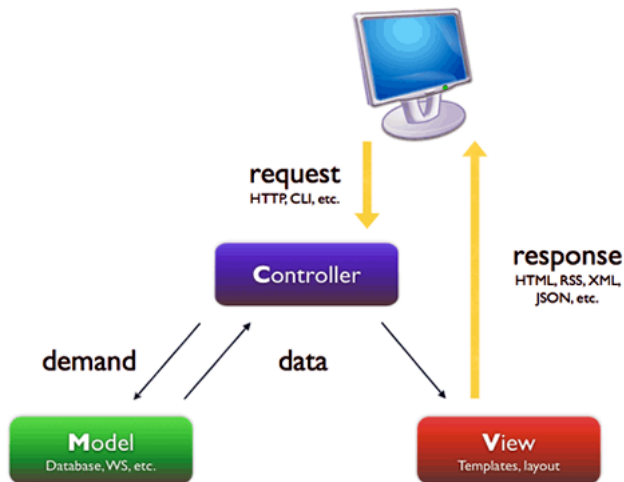 request
HTTP, CLI, etc.
response
HTML, RSS, XML,
JSON, etc.
Controller
demand
data
Model
Database, WS, etc.
View
Templates, layout